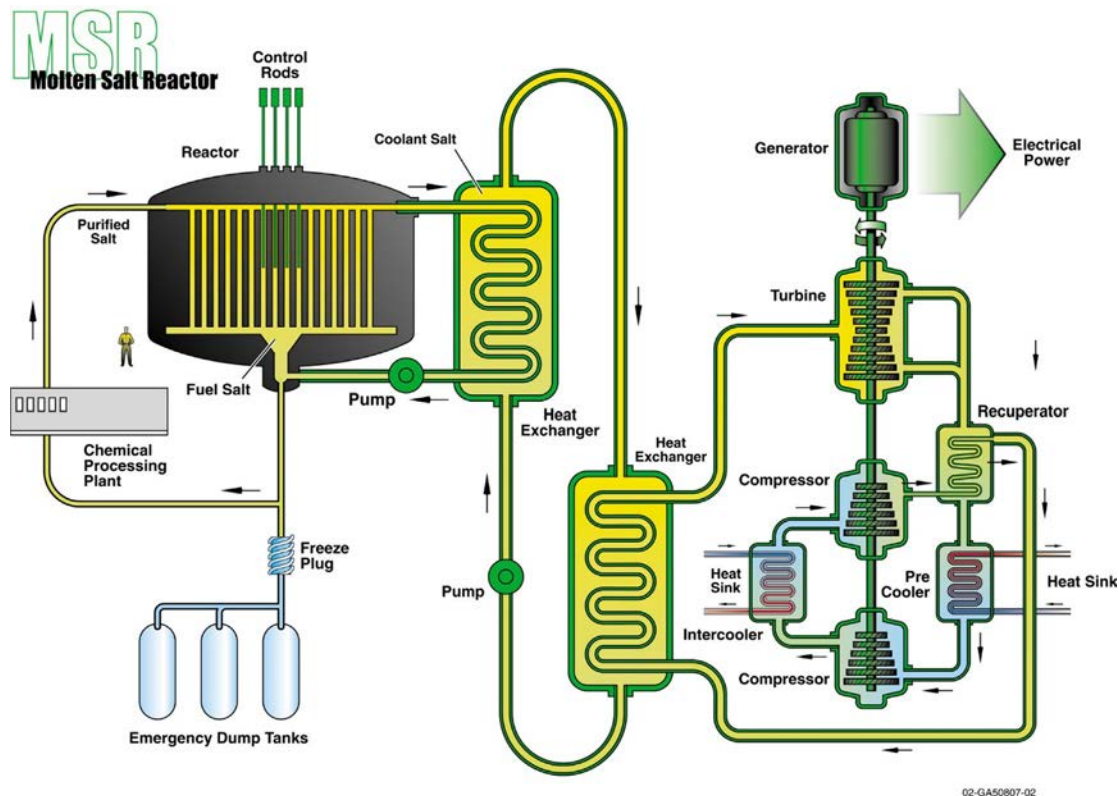 MSR
Molten Salt Reactor
Control
Rods
Reactor
Coolant Salt
Generator
Electrical
Power
Purified
Salt
Turbine
Fuel Salt
Pump
Heat
Exchanger
Recuperator
Chemical
Processing
Plant
Heat
Exchanger
Compressor
Freeze
Plug
Pump
Heat
Sink
Pre
Cooler
Heat Sink
Intercooler
Compressor
Emergency Dump Tanks
02-GA50807-02